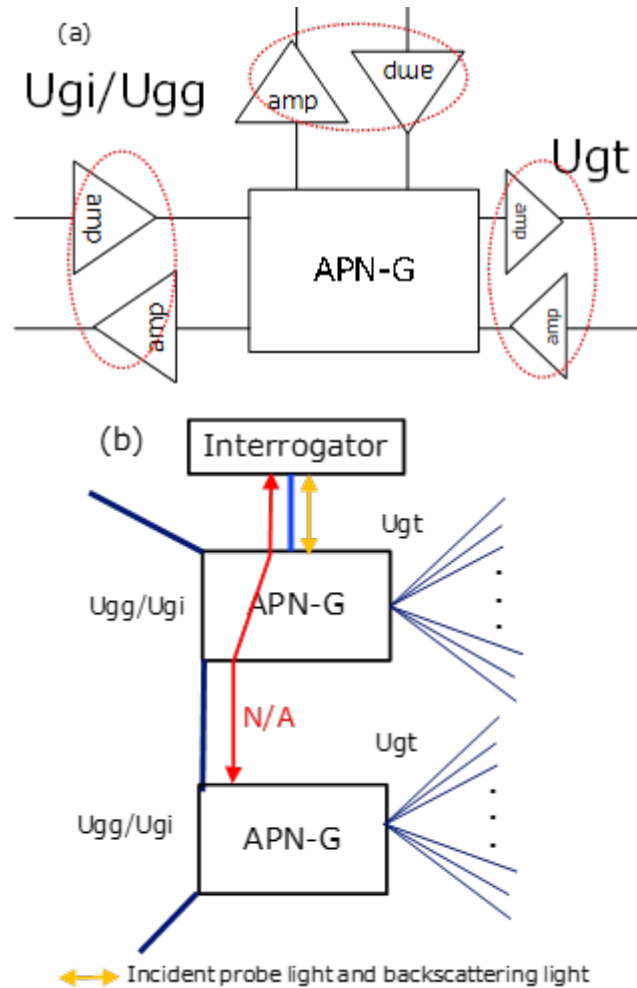 (a)
Ugi/Ugg
amp
amp
Ugt
amp
amp
APN-G
amp
amp
(b)
Interrogator
Ugt
Ugg/Ugi
APN-G
N/A
Ugt
Ugg/Ugi
APN-G
Incident probe light and backscattering light